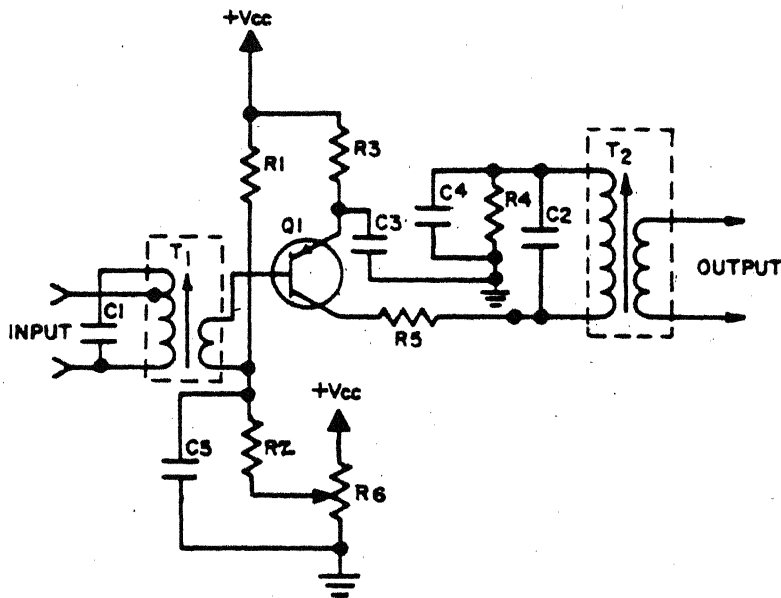 +Vcc
R1
R3
Q1
C3
C4
R4
C2
T2
T1
C1
INPUT
OUTPUT
R5
+Vcc
C5
R2
R6